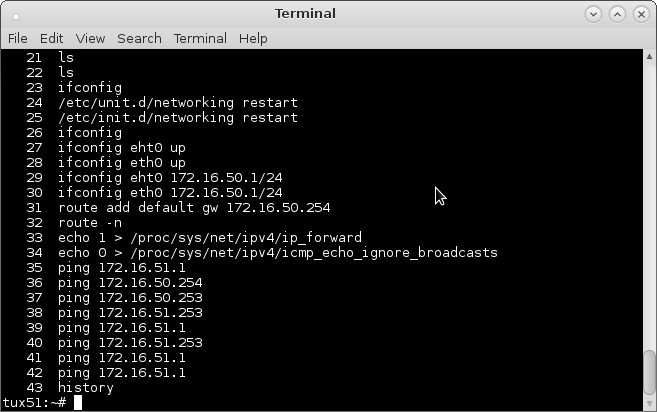 Terminal
File Edit View Search Terminal Help
21 ls
22 ls
23 ifconfig
24 /etc/unit.d/networking restart
25 /etc/init.d/networking restart
26 ifconfig
27 ifconfig eht0 up
28 ifconfig eth0 up
29 ifconfig eht0 172.16.50.1/24
30 ifconfig eth0 172.16.50.1/24
31 route add default gw 172.16.50.254
32 route -n
33 echo 1 > /proc/sys/net/ipv4/ip_forward
34 echo 0 > /proc/sys/net/ipv4/icmp_echo_ignore_broadcasts
35 ping 172.16.51.1
36 ping 172.16.50.254
37 ping 172.16.50.253
38 ping 172.16.51.253
39 ping 172.16.51.1
40 ping 172.16.51.253
41 ping 172.16.51.1
42 ping 172.16.51.1
43 history
tux51:~#